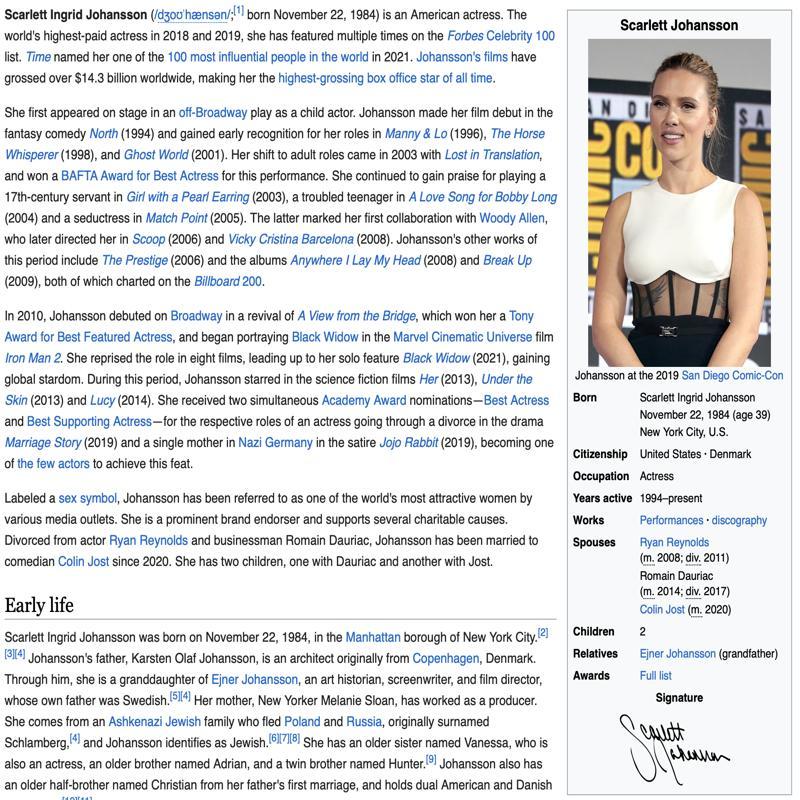 Scarlett Ingrid Johansson (/dʒoʊˈhænsən/;[1] born November 22, 1984) is an American actress. The
world's highest-paid actress in 2018 and 2019, she has featured multiple times on the Forbes Celebrity 100
list. Time named her one of the 100 most influential people in the world in 2021. Johansson's films have
grossed over $14.3 billion worldwide, making her the highest-grossing box office star of all time.
She first appeared on stage in an off-Broadway play as a child actor. Johansson made her film debut in the
fantasy comedy North (1994) and gained early recognition for her roles in Manny & Lo (1996), The Horse
Whisperer (1998), and Ghost World (2001). Her shift to adult roles came in 2003 with Lost in Translation,
and won a BAFTA Award for Best Actress for this performance. She continued to gain praise for playing a
17th-century servant in Girl with a Pearl Earring (2003), a troubled teenager in A Love Song for Bobby Long
(2004) and a seductress in Match Point (2005). The latter marked her first collaboration with Woody Allen,
who later directed her in Scoop (2006) and Vicky Cristina Barcelona (2008). Johansson's other works of
this period include The Prestige (2006) and the albums Anywhere I Lay My Head (2008) and Break Up
(2009), both of which charted on the Billboard 200.
In 2010, Johansson debuted on Broadway in a revival of A View from the Bridge, which won her a Tony
Award for Best Featured Actress, and began portraying Black Widow in the Marvel Cinematic Universe film
Iron Man 2. She reprised the role in eight films, leading up to her solo feature Black Widow (2021), gaining
global stardom. During this period, Johansson starred in the science fiction films Her (2013), Under the
Skin (2013) and Lucy (2014). She received two simultaneous Academy Award nominations—Best Actress
and Best Supporting Actress—for the respective roles of an actress going through a divorce in the drama
Marriage Story (2019) and a single mother in Nazi Germany in the satire Jojo Rabbit (2019), becoming one
of the few actors to achieve this feat.
Labeled a sex symbol, Johansson has been referred to as one of the world's most attractive women by
various media outlets. She is a prominent brand endorser and supports several charitable causes.
Divorced from actor Ryan Reynolds and businessman Romain Dauriac, Johansson has been married to
comedian Colin Jost since 2020. She has two children, one with Dauriac and another with Jost.
Early life
Scarlett Ingrid Johansson was born on November 22, 1984, in the Manhattan borough of New York City.[2]
[3][4] Johansson's father, Karsten Olaf Johansson, is an architect originally from Copenhagen, Denmark.
Through him, she is a granddaughter of Ejner Johansson, an art historian, screenwriter, and film director,
whose own father was Swedish.[5][4] Her mother, New Yorker Melanie Sloan, has worked as a producer.
She comes from an Ashkenazi Jewish family who fled Poland and Russia, originally surnamed
Schlamberg,[4] and Johansson identifies as Jewish.[6][7][8] She has an older sister named Vanessa, who is
also an actress, an older brother named Adrian, and a twin brother named Hunter.[9] Johansson also has
an older half-brother named Christian from her father's first marriage, and holds dual American and Danish
Scarlett Johansson
Johansson at the 2019 San Diego Comic-Con
Born Scarlett Ingrid Johansson
November 22, 1984 (age 39)
New York City, U.S.
Citizenship United States · Denmark
Occupation Actress
Years active 1994–present
Works Performances · discography
Spouses Ryan Reynolds
(m. 2008; div. 2011)
Romain Dauriac
(m. 2014; div. 2017)
Colin Jost (m. 2020)
Children 2
Relatives Ejner Johansson (grandfather)
Awards Full list
Signature
Scarlett
Johansson